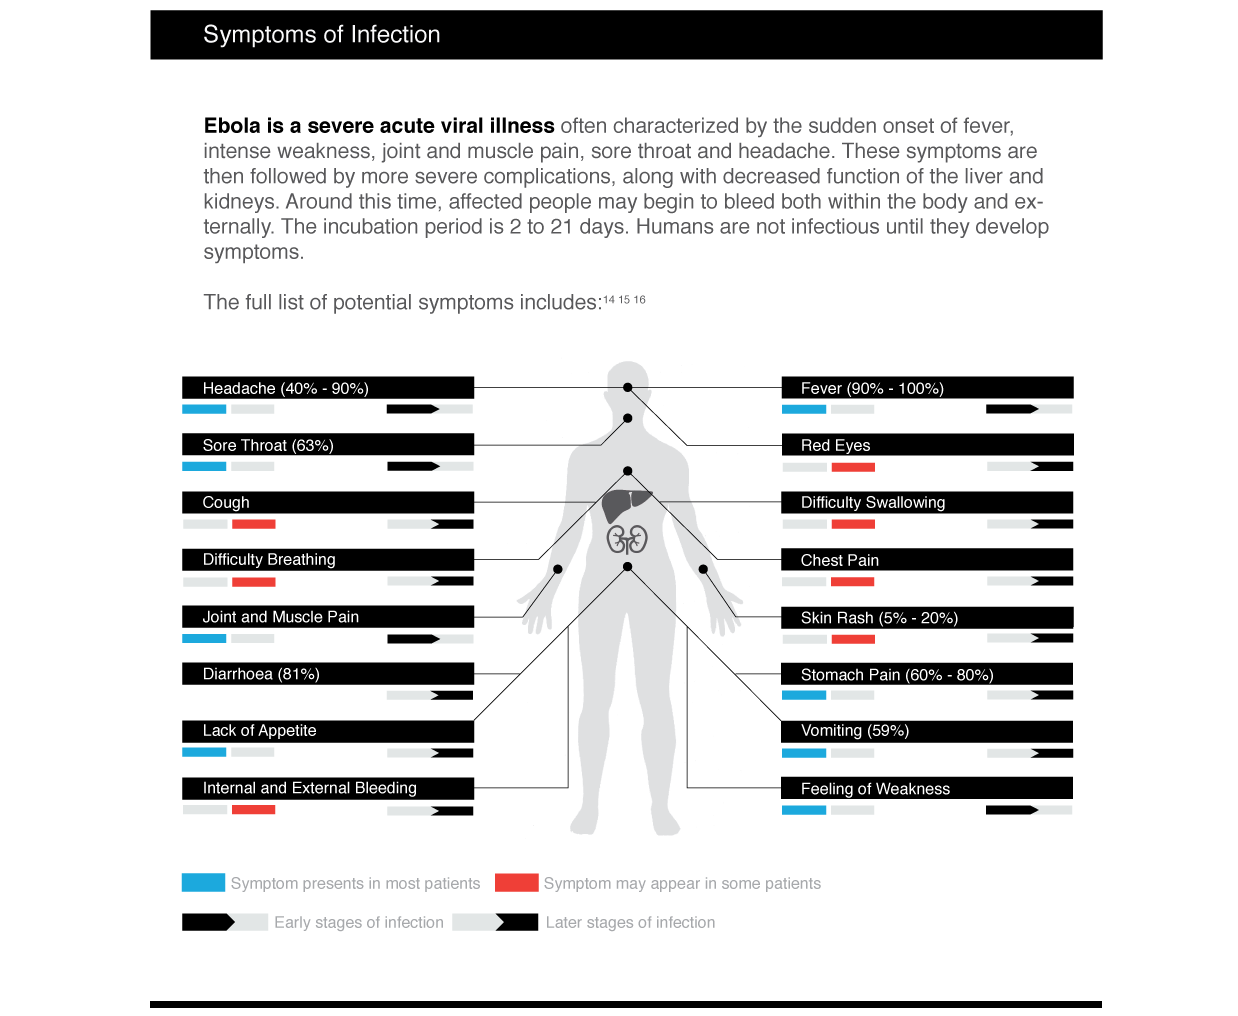 Symptoms of Infection
Ebola is a severe acute viral illness often characterized by the sudden onset of fever,
intense weakness, joint and muscle pain, sore throat and headache. These symptoms are
then followed by more severe complications, along with decreased function of the liver and
kidneys. Around this time, affected people may begin to bleed both within the body and ex-
ternally. The incubation period is 2 to 21 days. Humans are not infectious until they develop
symptoms.
The full list of potential symptoms includes:14 15 16
Headache (40% - 90%)
Sore Throat (63%)
Cough
Difficulty Breathing
Joint and Muscle Pain
Diarrhoea (81%)
Lack of Appetite
Internal and External Bleeding
Fever (90% - 100%)
Red Eyes
Difficulty Swallowing
Chest Pain
Skin Rash (5% - 20%)
Stomach Pain (60% - 80%)
Vomiting (59%)
Feeling of Weakness
Symptom presents in most patients
Symptom may appear in some patients
Early stages of infection
Later stages of infection